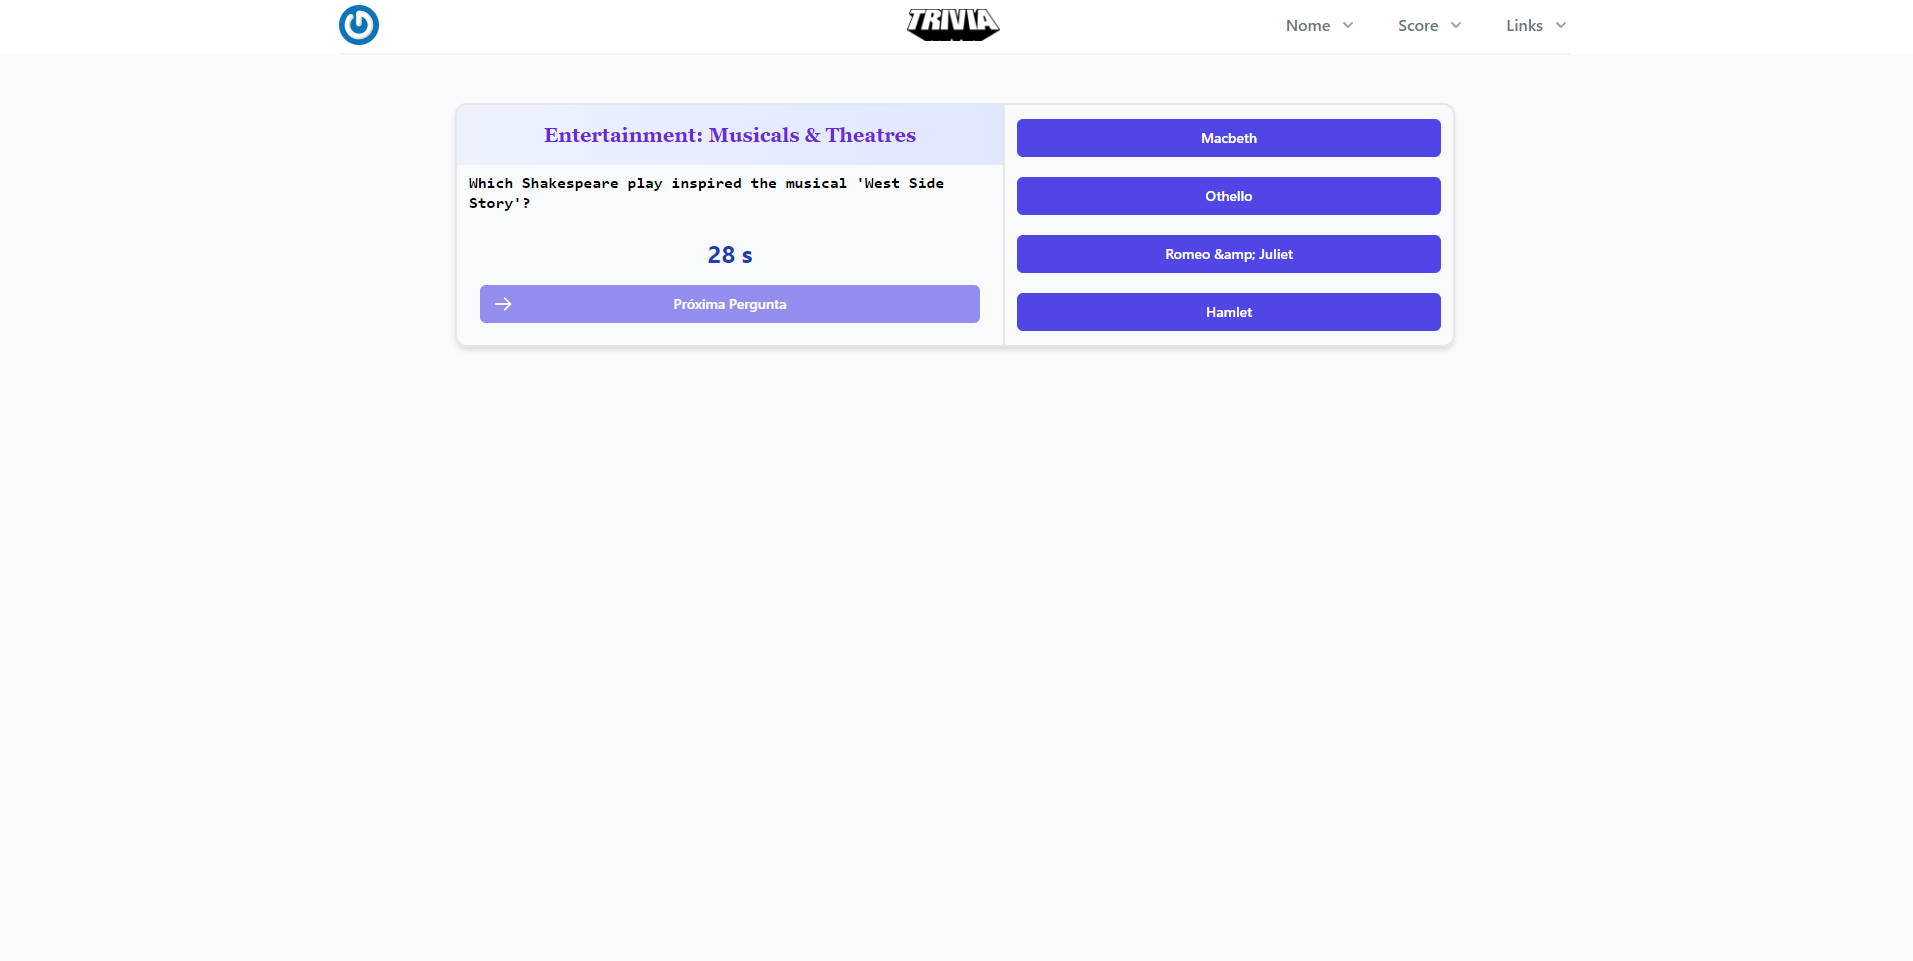 TRIVIA
Nome
Score
Links
Entertainment: Musicals & Theatres
Which Shakespeare play inspired the musical 'West Side
Story'?
28 s
Próxima Pergunta
Macbeth
Othello
Romeo &amp; Juliet
Hamlet